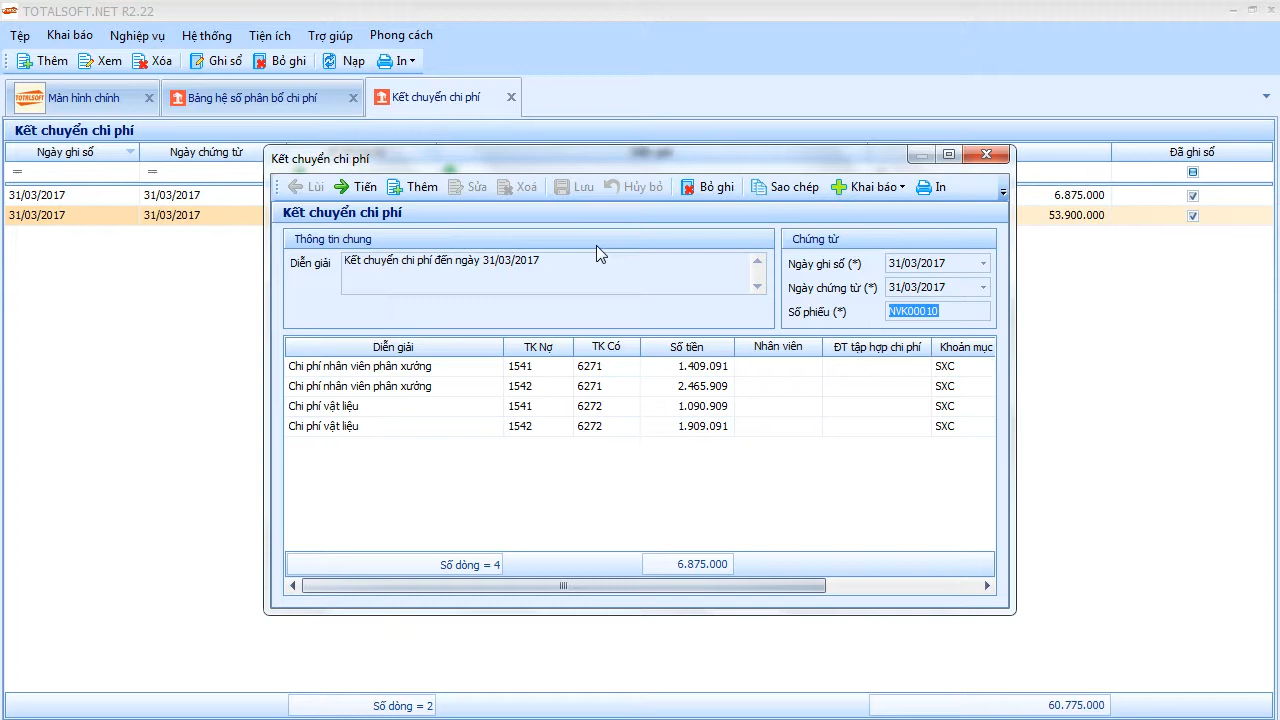 TOTALSOFT.NET R2.22
Tệp Khai báo Nghiệp vụ Hệ thống Tiện ích Trợ giúp Phong cách
Thêm Xem Xóa Ghi sổ Bỏ ghi Nạp In
TOTALSOFT Màn hình chính Bảng hệ số phân bổ chi phí Kết chuyển chi phí
Kết chuyển chi phí
Ngày ghi sổ Ngày chứng từ Đã ghi sổ
= =
31/03/2017 31/03/2017 6.875.000
31/03/2017 31/03/2017 53.900.000
Kết chuyển chi phí
Lùi Tiến Thêm Sửa Xoá Lưu Hủy bỏ Bỏ ghi Sao chép Khai báo In
Kết chuyển chi phí
Thông tin chung Chứng từ
Diễn giải Kết chuyển chi phí đến ngày 31/03/2017
Ngày ghi sổ (*) 31/03/2017
Ngày chứng từ (*) 31/03/2017
Số phiếu (*) NVK00010
Diễn giải TK Nợ TK Có Số tiền Nhân viên ĐT tập hợp chi phí Khoản mục
Chi phí nhân viên phân xưởng 1541 6271 1.409.091 SXC
Chi phí nhân viên phân xưởng 1542 6271 2.465.909 SXC
Chi phí vật liệu 1541 6272 1.090.909 SXC
Chi phí vật liệu 1542 6272 1.909.091 SXC
Số dòng = 4 6.875.000
Số dòng = 2 60.775.000